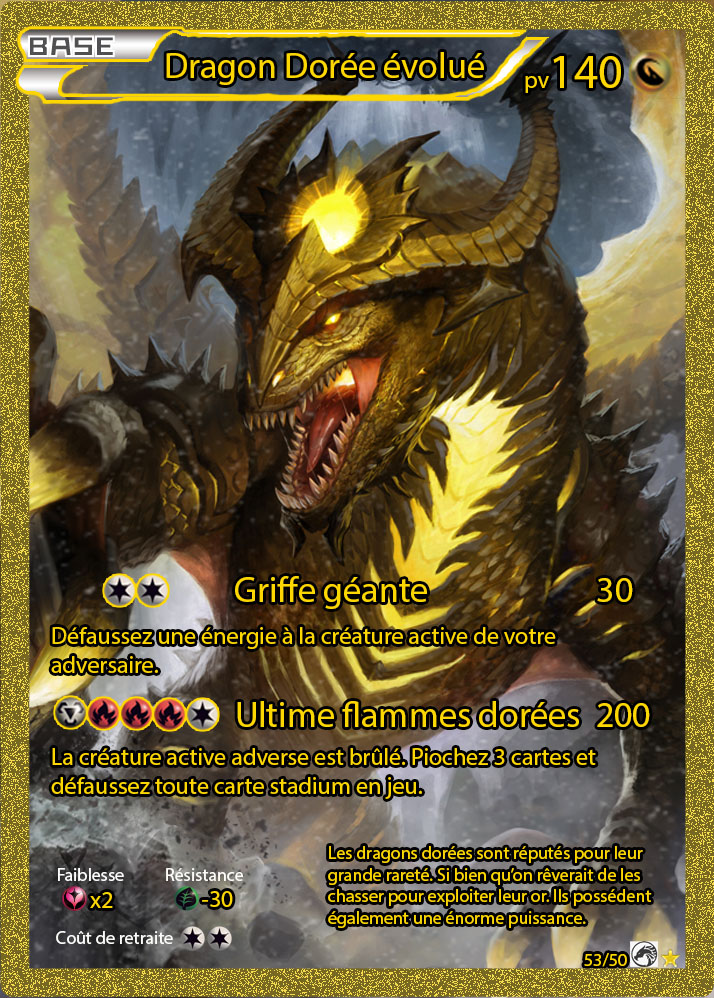 BASE
Dragon Dorée évolué
pv140
Griffe géante 30
Défaussez une énergie à la créature active de votre
adversaire.
Ultime flammes dorées 200
La créature active adverse est brûlé. Piochez 3 cartes et
défaussez toute carte stadium en jeu.
Faiblesse Résistance
x2 -30
Coût de retraite
Les dragons dorées sont réputés pour leur
grande rareté. Si bien qu'on rêverait de les
chasser pour exploiter leur or. Ils possédent
également une énorme puissance.
53/50